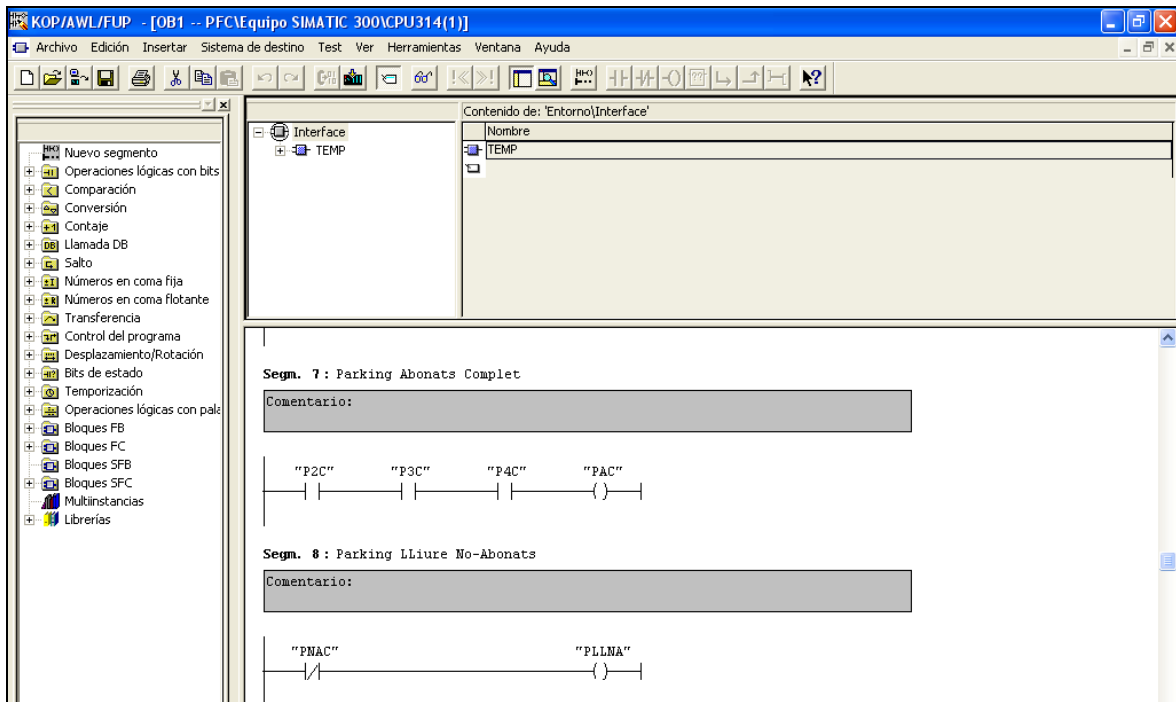 KOP/AWL/FUP - [OB1 -- PFC\Equipo SIMATIC 300\CPU314(1)]
Archivo Edición Insertar Sistema de destino Test Ver Herramientas Ventana Ayuda
Contenido de: 'Entorno\Interface'
Interface
TEMP
Nombre
TEMP
Nuevo segmento
Operaciones lógicas con bits
Comparación
Conversión
Contaje
Llamada DB
Salto
Números en coma fija
Números en coma flotante
Transferencia
Control del programa
Desplazamiento/Rotación
Bits de estado
Temporización
Operaciones lógicas con pala
Bloques FB
Bloques FC
Bloques SFB
Bloques SFC
Multiinstancias
Librerías
Segm. 7 : Parking Abonats Complet
Comentario:
"P2C" "P3C" "P4C" "PAC"
Segm. 8 : Parking LLiure No-Abonats
Comentario:
"PNAC" "PLLNA"